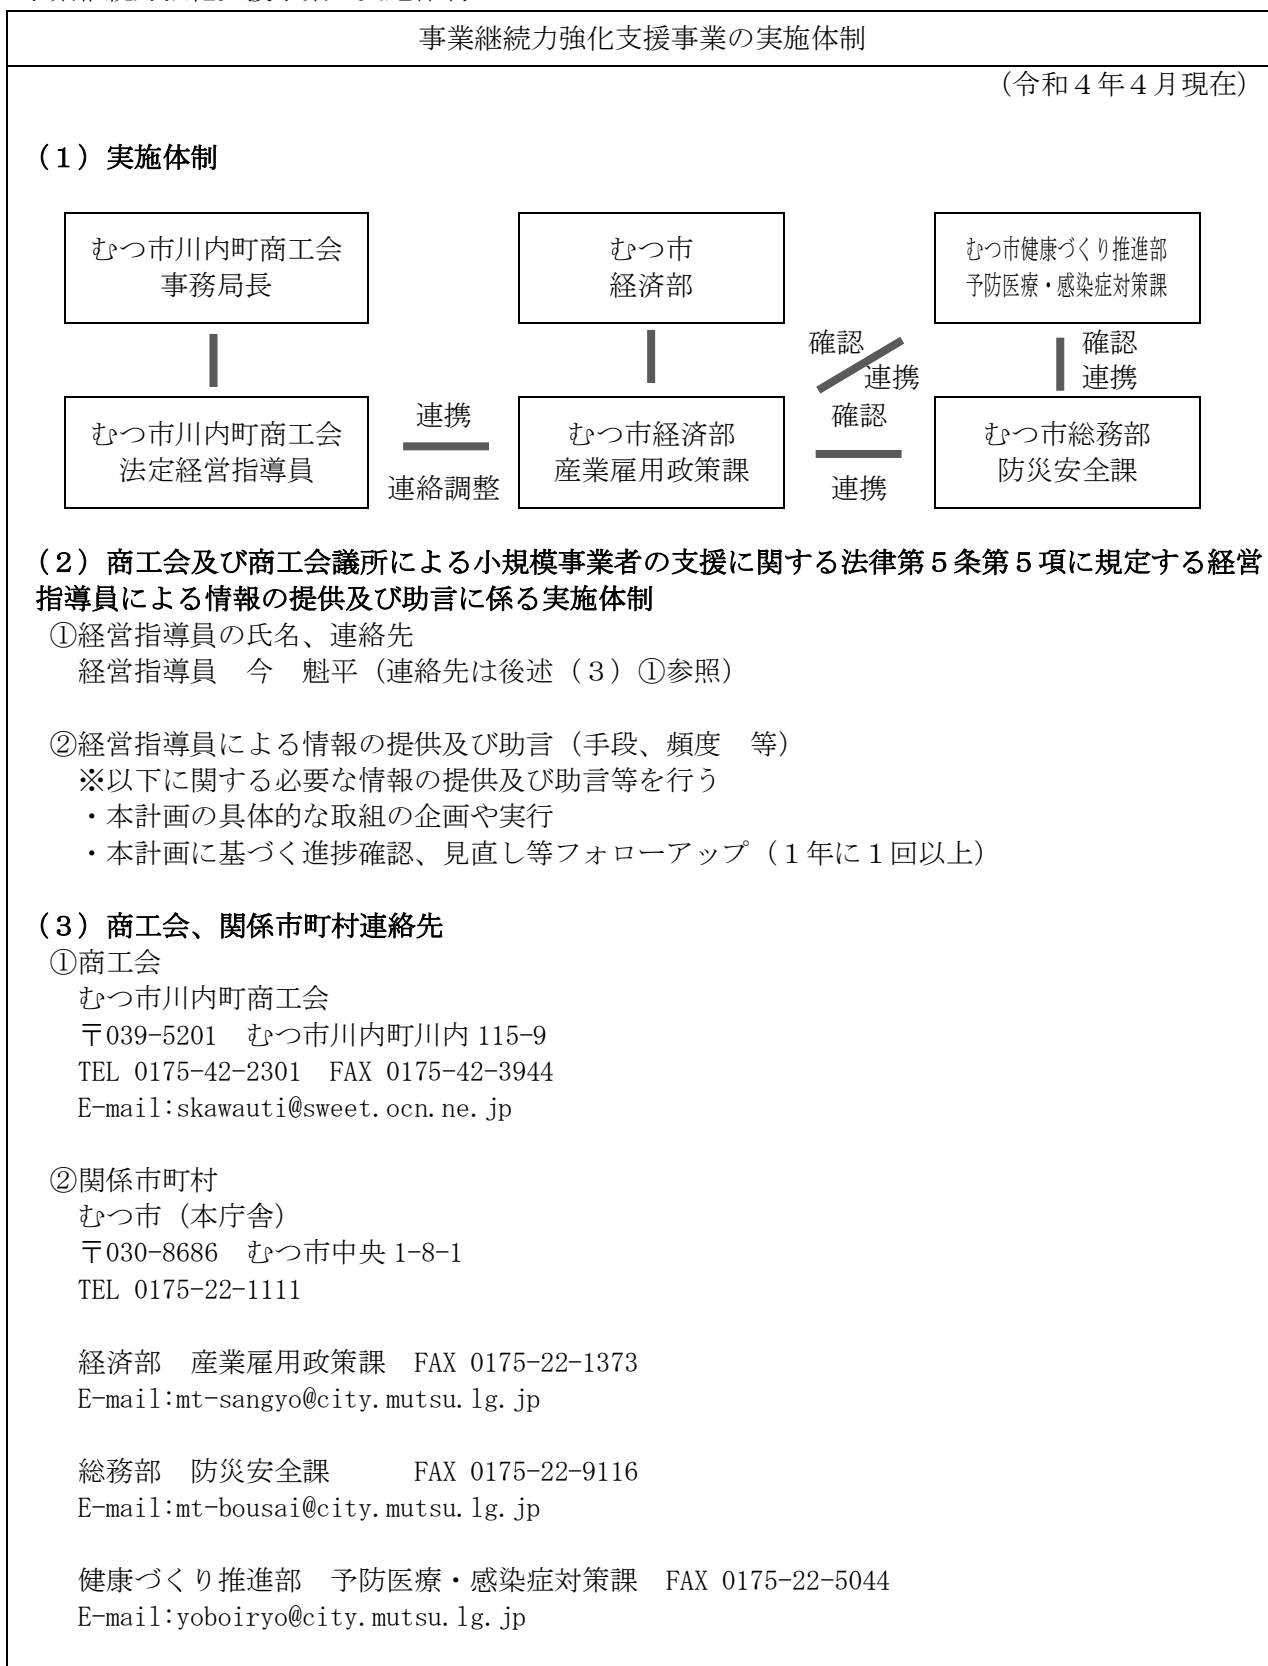 事業継続力強化支援事業の実施体制
（令和４年４月現在）
（１）実施体制
むつ市川内町商工会
事務局長
むつ市
経済部
むつ市健康づくり推進部
予防医療・感染症対策課
確認
連携
確認
連携
むつ市川内町商工会
法定経営指導員
連携
連絡調整
むつ市経済部
産業雇用政策課
確認
連携
むつ市総務部
防災安全課
（２）商工会及び商工会議所による小規模事業者の支援に関する法律第５条第５項に規定する経営
指導員による情報の提供及び助言に係る実施体制
①経営指導員の氏名、連絡先
経営指導員　今　魁平（連絡先は後述（３）①参照）
②経営指導員による情報の提供及び助言（手段、頻度　等）
※以下に関する必要な情報の提供及び助言等を行う
・本計画の具体的な取組の企画や実行
・本計画に基づく進捗確認、見直し等フォローアップ（１年に１回以上）
（３）商工会、関係市町村連絡先
①商工会
むつ市川内町商工会
〒039-5201　むつ市川内町川内 115-9
TEL 0175-42-2301　FAX 0175-42-3944
E-mail:skawauti@sweet.ocn.ne.jp
②関係市町村
むつ市（本庁舎）
〒030-8686　むつ市中央 1-8-1
TEL 0175-22-1111
経済部　産業雇用政策課　FAX 0175-22-1373
E-mail:mt-sangyo@city.mutsu.lg.jp
総務部　防災安全課　　　FAX 0175-22-9116
E-mail:mt-bousai@city.mutsu.lg.jp
健康づくり推進部　予防医療・感染症対策課　FAX 0175-22-5044
E-mail:yoboiryo@city.mutsu.lg.jp